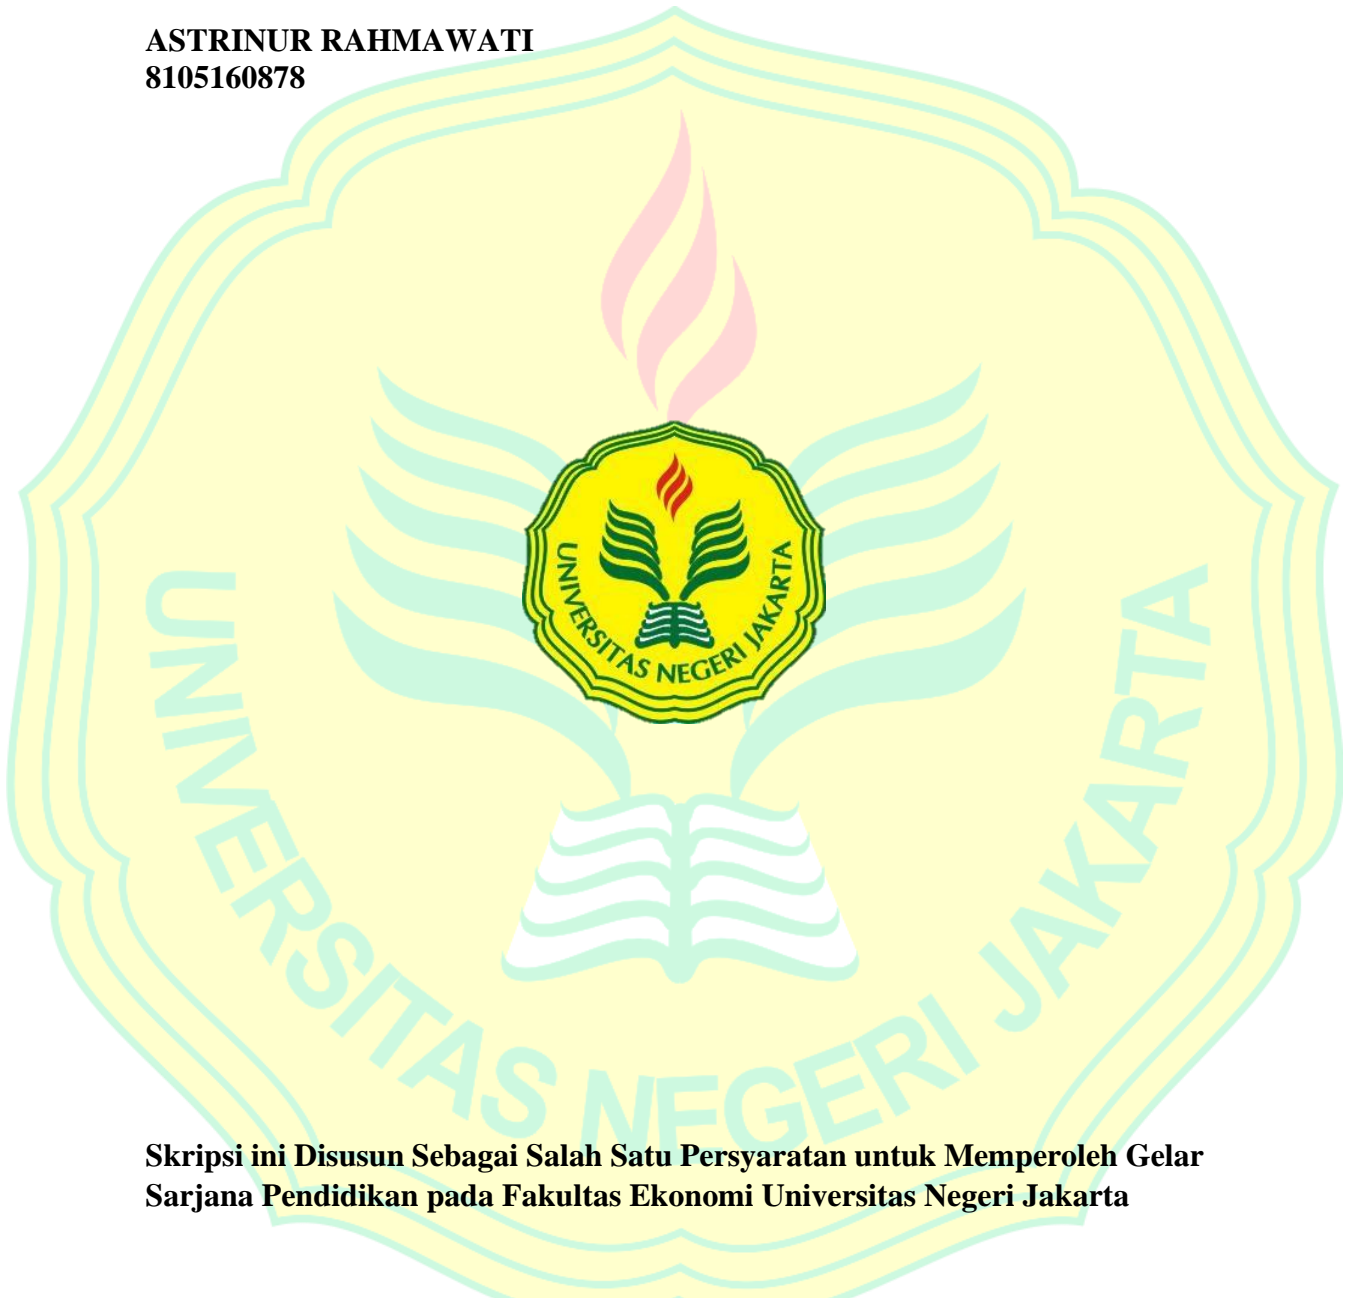 ASTRINUR RAHMAWATI
8105160878
UNIVERSITAS NEGERI JAKARTA
UNIVERSITAS NEGERI JAKARTA
Skripsi ini Disusun Sebagai Salah Satu Persyaratan untuk Memperoleh Gelar
Sarjana Pendidikan pada Fakultas Ekonomi Universitas Negeri Jakarta